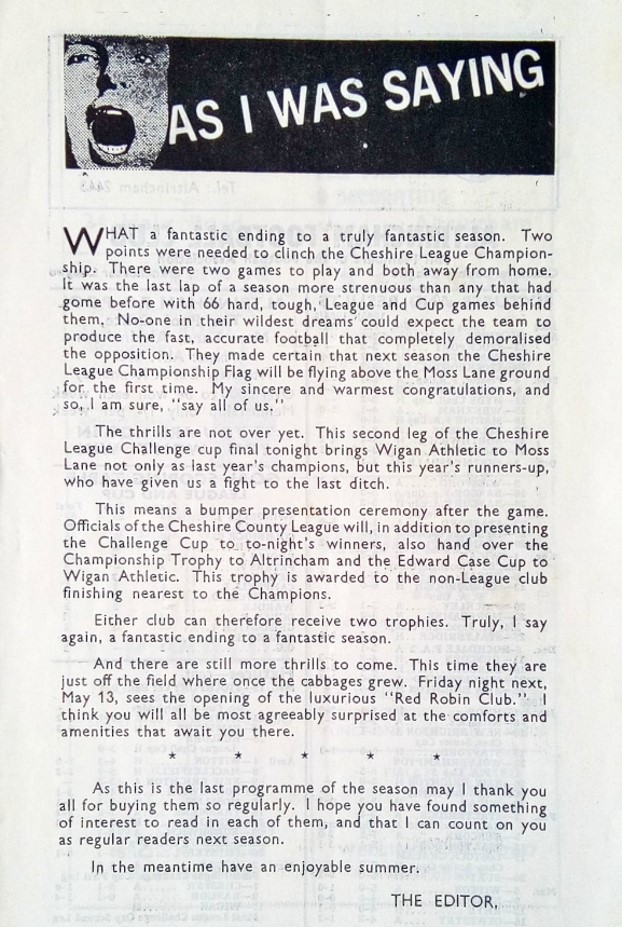 AS I WAS SAYING
Tel.: Altrincham 2443
WHAT a fantastic ending to a truly fantastic season. Two
points were needed to clinch the Cheshire League Champion-
ship. There were two games to play and both away from home.
It was the last lap of a season more strenuous than any that had
gome before with 66 hard, tough, League and Cup games behind
them. No-one in their wildest dreams could expect the team to
produce the fast, accurate football that completely demoralised
the opposition. They made certain that next season the Cheshire
League Championship Flag will be flying above the Moss Lane ground
for the first time. My sincere and warmest congratulations, and
so, I am sure, "say all of us."
The thrills are not over yet. This second leg of the Cheshire
League Challenge cup final tonight brings Wigan Athletic to Moss
Lane not only as last year's champions, but this year's runners-up,
who have given us a fight to the last ditch.
This means a bumper presentation ceremony after the game.
Officials of the Cheshire County League will, in addition to presenting
the Challenge Cup to to-night's winners, also hand over the
Championship Trophy to Altrincham and the Edward Case Cup to
Wigan Athletic. This trophy is awarded to the non-League club
finishing nearest to the Champions.
Either club can therefore receive two trophies. Truly, I say
again, a fantastic ending to a fantastic season.
And there are still more thrills to come. This time they are
just off the field where once the cabbages grew. Friday night next,
May 13, sees the opening of the luxurious "Red Robin Club." I
think you will all be most agreeably surprised at the comforts and
amenities that await you there.
* * * * *
As this is the last programme of the season may I thank you
all for buying them so regularly. I hope you have found something
of interest to read in each of them, and that I can count on you
as regular readers next season.
In the meantime have an enjoyable summer.
THE EDITOR,